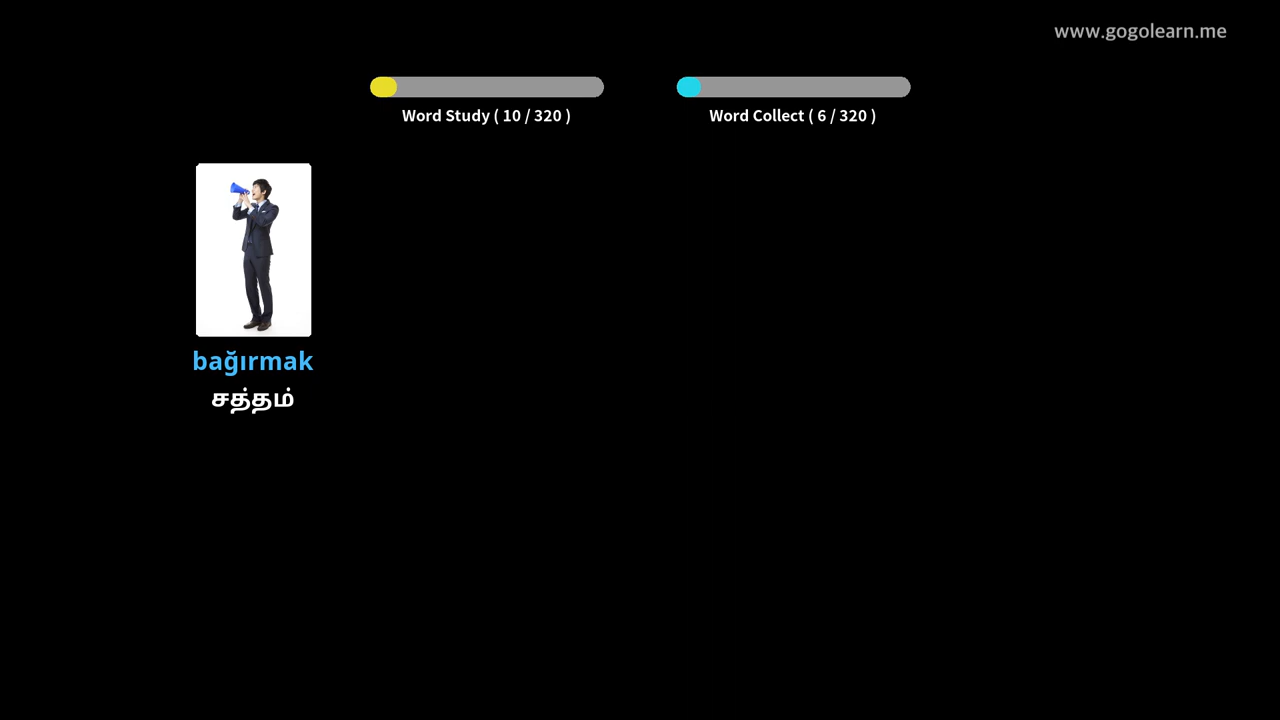 www.gogolearn.me
Word Study ( 10 / 320 )
Word Collect ( 6 / 320 )
bağırmak
சத்தம்